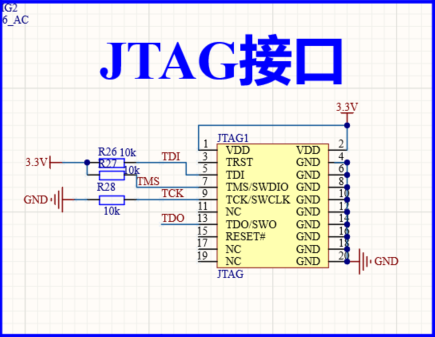 G2
6_AC
JTAG接口
3.3V
JTAG1
1 VDD VDD 2
3 TRST GND 4
5 TDI GND 6
7 TMS/SWDIO GND 8
9 TCK/SWCLK GND 10
11 NC GND 12
13 TDO/SWO GND 14
15 RESET# GND 16
17 NC GND 18
19 NC GND 20
JTAG
R26 10k
TDI
3.3V
R27 10k
TMS
R28
TCK
GND
10k
TDO
GND